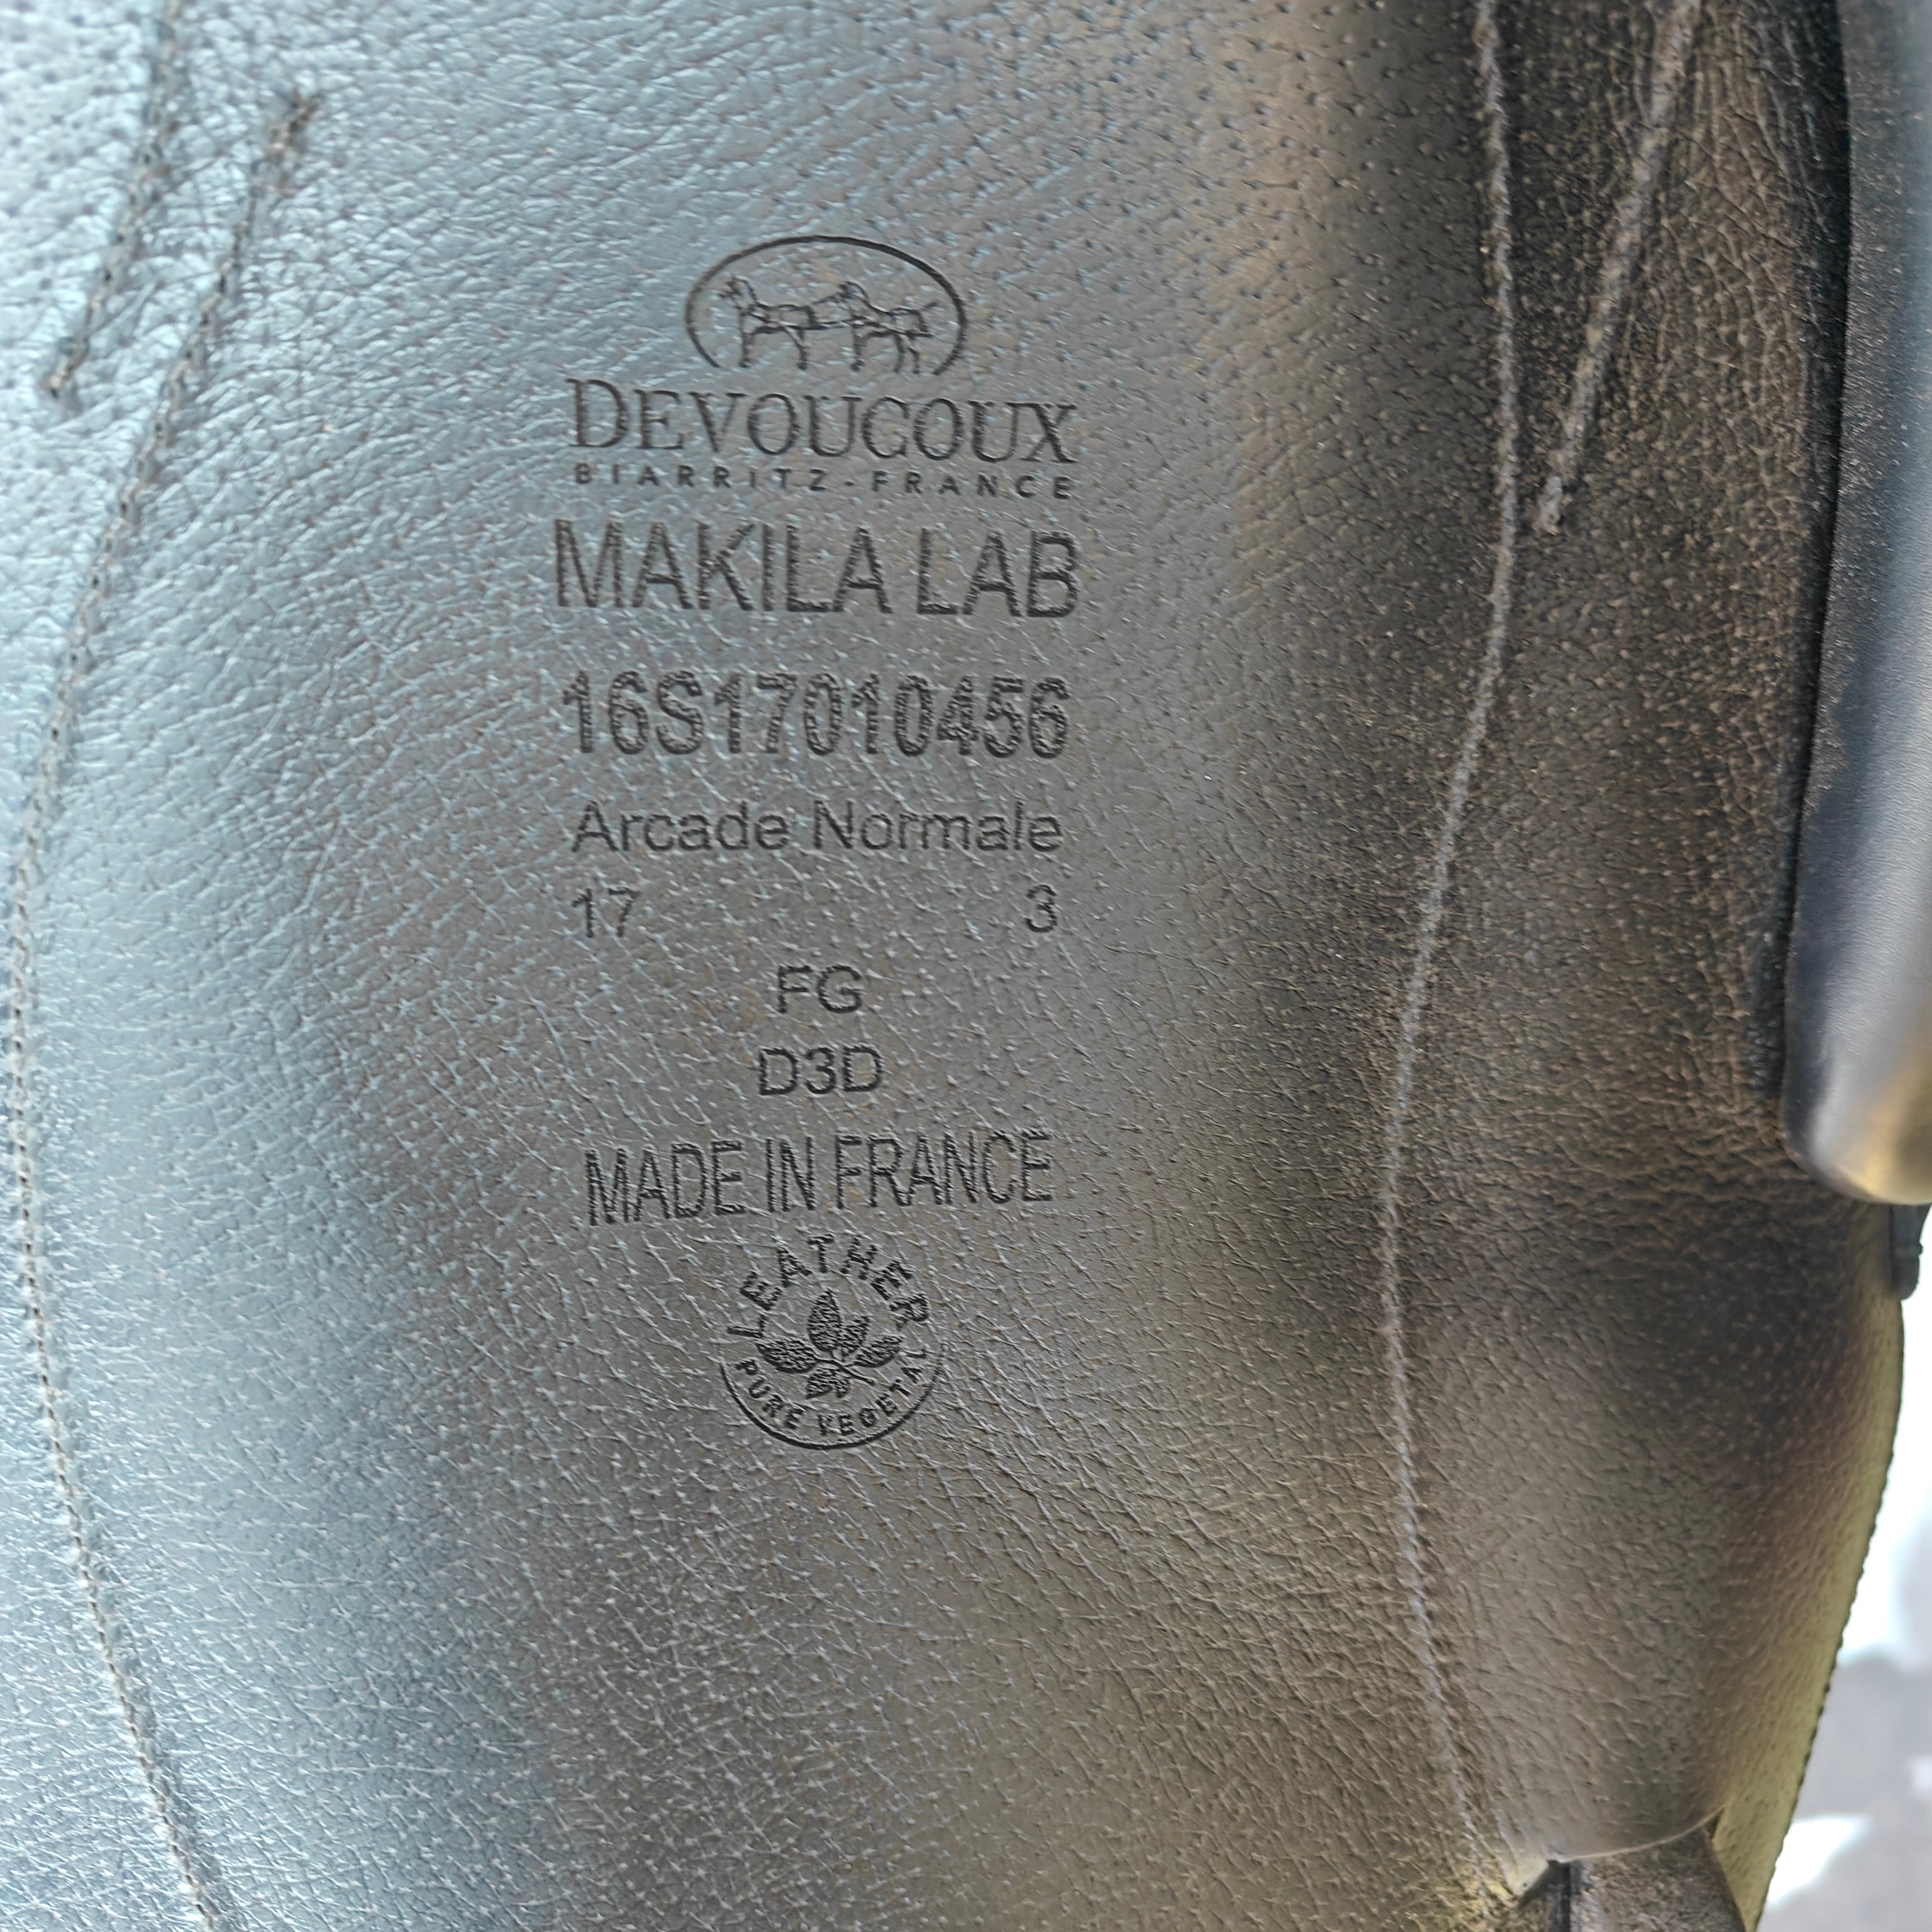 DEVOUCOUX
BIARRITZ-FRANCE
MAKILA LAB
16S17010456
Arcade Normale
17 3
FG
D3D
MADE IN FRANCE
LEATHER
PURE VEGETAL